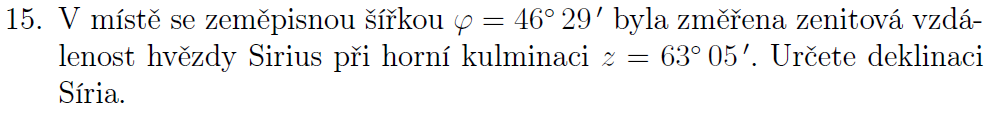 15. V místě se zeměpisnou šířkou φ = 46° 29′ byla změřena zenitová vzdá-
lenost hvězdy Sirius při horní kulminaci z = 63° 05′. Určete deklinaci
Síria.